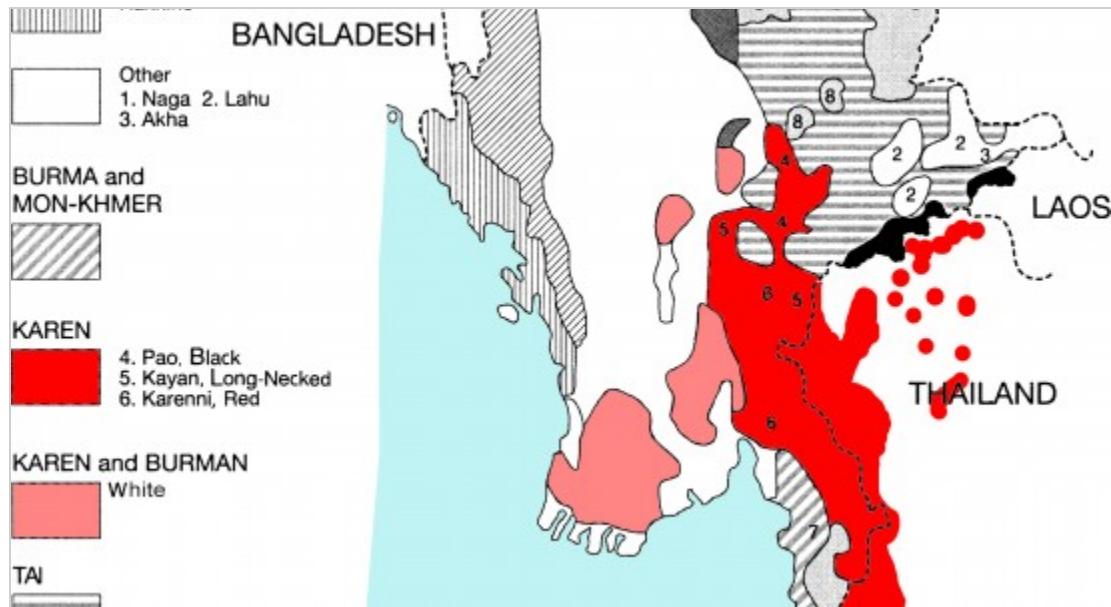 BANGLADESH
Other
1. Naga 2. Lahu
3. Akha
BURMA and
MON-KHMER
KAREN
4. Pao, Black
5. Kayan, Long-Necked
6. Karenni, Red
KAREN and BURMAN
White
TAI
8
8
2
2
3
2
4
4
5
6
5
6
7
LAOS
THAILAND